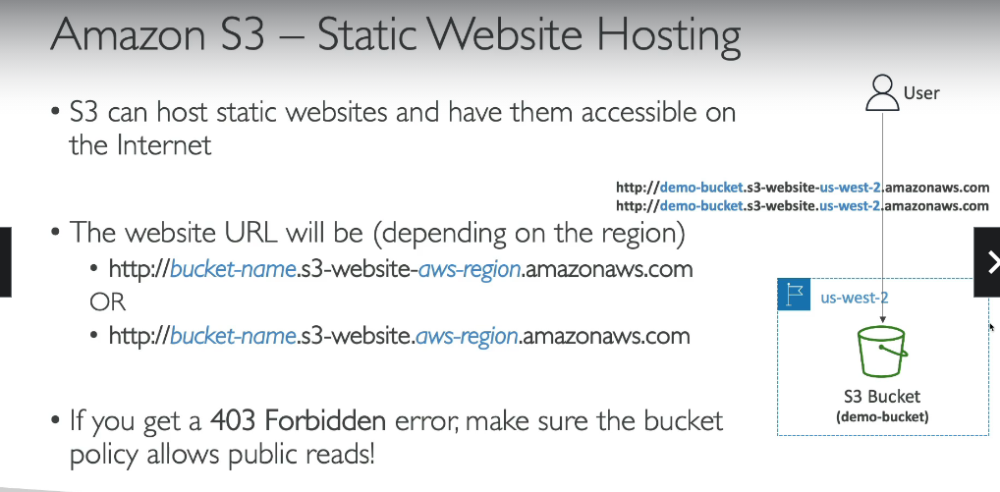 Amazon S3 – Static Website Hosting
• S3 can host static websites and have them accessible on
the Internet
User
http://demo-bucket.s3-website-us-west-2.amazonaws.com
http://demo-bucket.s3-website.us-west-2.amazonaws.com
• The website URL will be (depending on the region)
• http://bucket-name.s3-website-aws-region.amazonaws.com
OR
• http://bucket-name.s3-website.aws-region.amazonaws.com
us-west-2
S3 Bucket
(demo-bucket)
• If you get a 403 Forbidden error, make sure the bucket
policy allows public reads!